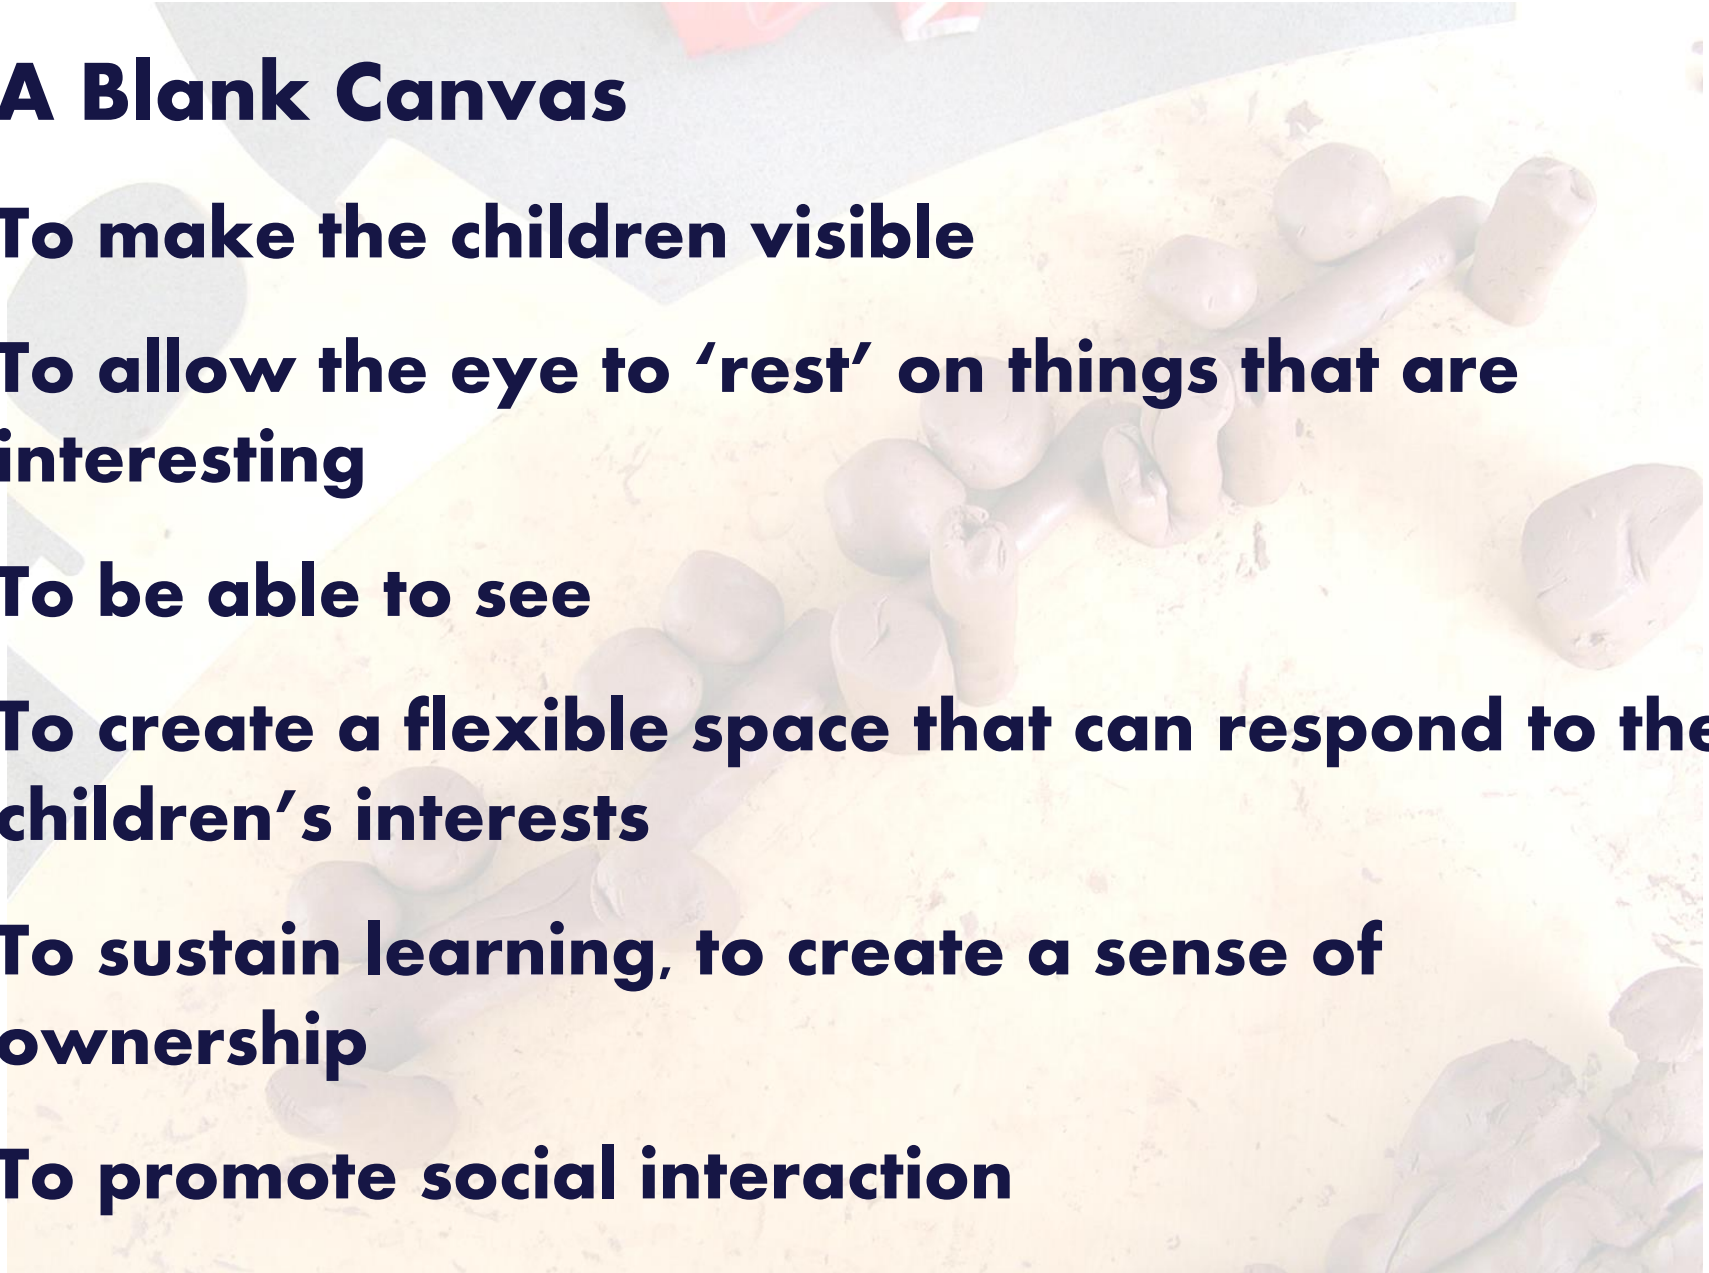 A Blank Canvas
To make the children visible
To allow the eye to ‘rest’ on things that are
interesting
To be able to see
To create a flexible space that can respond to the
children’s interests
To sustain learning, to create a sense of
ownership
To promote social interaction